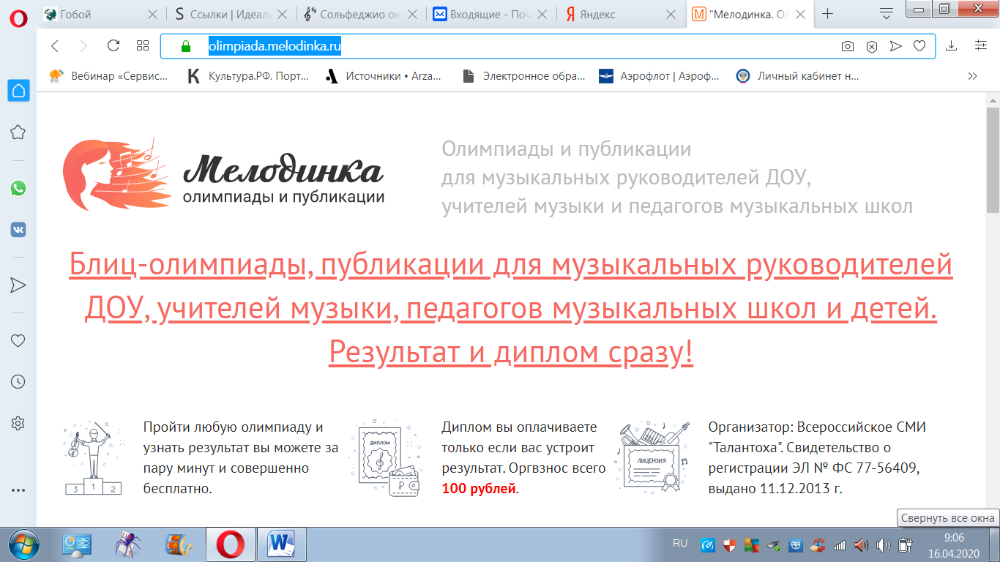 Гобой
Ссылки | Идеаль
Сольфеджио он
Входящие - Поч
Яндекс
"Мелодинка. Ол
olimpiada.melodinka.ru
Вебинар «Сервис...
Культура.РФ. Порт...
Источники • Arza...
Электронное обра...
Аэрофлот | Аэроф...
Личный кабинет н...
Мелодинка
олимпиады и публикации
Олимпиады и публикации
для музыкальных руководителей ДОУ,
учителей музыки и педагогов музыкальных школ
Блиц-олимпиады, публикации для музыкальных руководителей
ДОУ, учителей музыки, педагогов музыкальных школ и детей.
Результат и диплом сразу!
3 1 2
Пройти любую олимпиаду и
узнать результат вы можете за
пару минут и совершенно
бесплатно.
ДИПЛОМ
₽
Диплом вы оплачиваете
только если вас устроит
результат. Оргвзнос всего
100 рублей.
ЛИЦЕНЗИЯ
Организатор: Всероссийское СМИ
"Талантоха". Свидетельство о
регистрации ЭЛ № ФС 77-56409,
выдано 11.12.2013 г.
Свернуть все окна
RU
9:06
16.04.2020